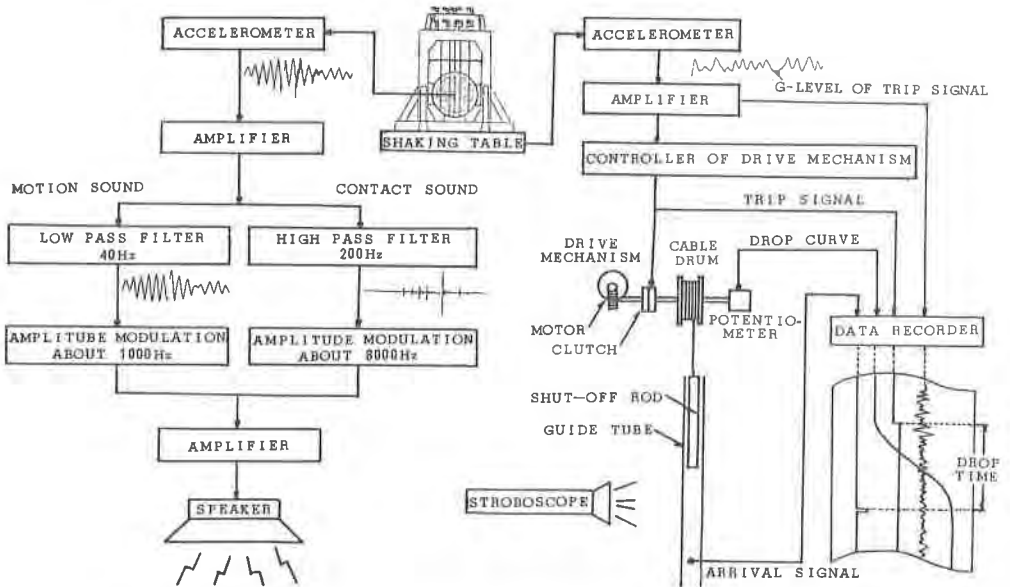 ACCELEROMETER
ACCELEROMETER
G-LEVEL OF TRIP SIGNAL
AMPLIFIER
AMPLIFIER
SHAKING TABLE
CONTROLLER OF DRIVE MECHANISM
MOTION SOUND
CONTACT SOUND
TRIP SIGNAL
LOW PASS FILTER
40Hz
HIGH PASS FILTER
200Hz
DRIVE
MECHANISM
CABLE
DRUM
DROP CURVE
MOTOR
CLUTCH
POTENTIO-
METER
DATA RECORDER
AMPLITUBE MODULATION
ABOUT 1000Hz
AMPLITUDE MODULATION
ABOUT 8000Hz
SHUT-OFF ROD
GUIDE TUBE
AMPLIFIER
DROP
TIME
SPEAKER
STROBOSCOPE
ARRIVAL SIGNAL